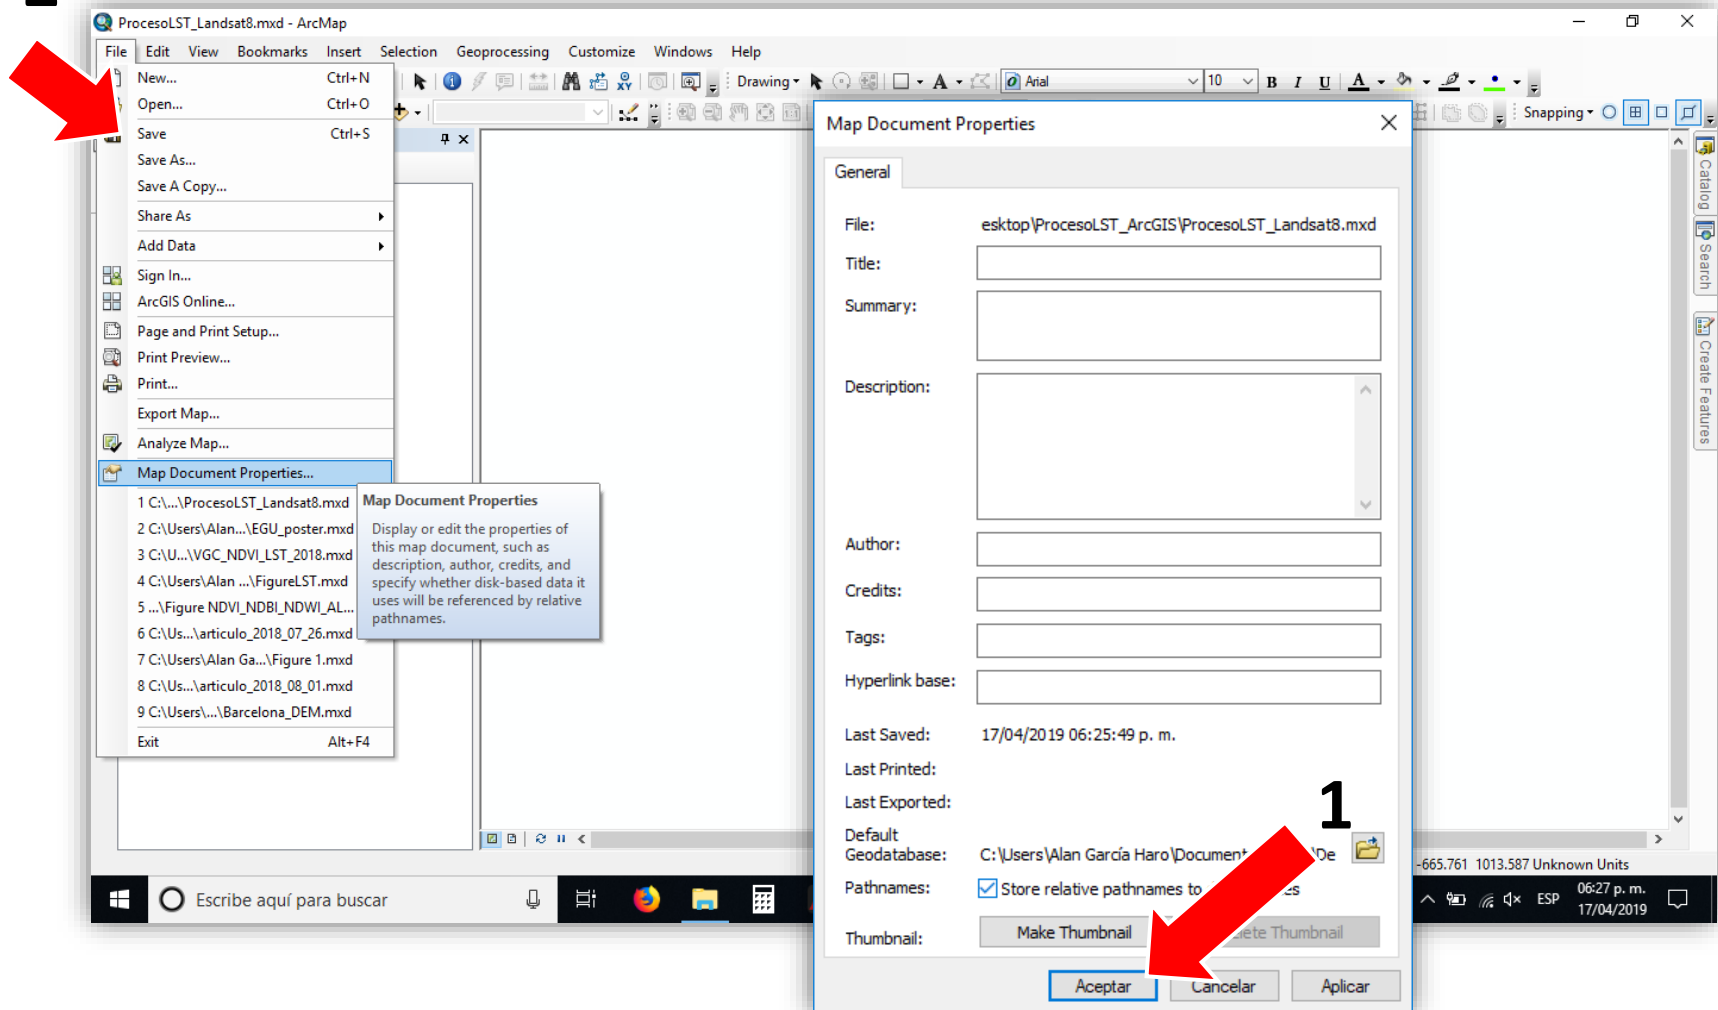 ProcesoLST_Landsat8.mxd - ArcMap
File Edit View Bookmarks Insert Selection Geoprocessing Customize Windows Help
New... Ctrl+N
Open... Ctrl+O
Save Ctrl+S
Save As...
Save A Copy...
Share As
Add Data
Sign In...
ArcGIS Online...
Page and Print Setup...
Print Preview...
Print...
Export Map...
Analyze Map...
Map Document Properties...
1 C:\...\ProcesoLST_Landsat8.mxd
2 C:\Users\Alan...\EGU_poster.mxd
3 C:\U...\VGC_NDVI_LST_2018.mxd
4 C:\Users\Alan ...\FigureLST.mxd
5 ...\Figure NDVI_NDBI_NDWI_AL...
6 C:\Us...\articulo_2018_07_26.mxd
7 C:\Users\Alan Ga...\Figure 1.mxd
8 C:\Us...\articulo_2018_08_01.mxd
9 C:\Users\...\Barcelona_DEM.mxd
Exit Alt+F4
Map Document Properties
Display or edit the properties of
this map document, such as
description, author, credits, and
specify whether disk-based data it
uses will be referenced by relative
pathnames.
Drawing A Arial 10 B I U A
Snapping
Catalog
Search
Create Features
Map Document Properties
General
File: esktop\ProcesoLST_ArcGIS\ProcesoLST_Landsat8.mxd
Title:
Summary:
Description:
Author:
Credits:
Tags:
Hyperlink base:
Last Saved: 17/04/2019 06:25:49 p. m.
Last Printed:
Last Exported:
1
Default
Geodatabase: C:\Users\Alan García Haro\Document \De
Pathnames: Store relative pathnames to
Thumbnail: Make Thumbnail Thumbnail
Aceptar Cancelar Aplicar
-665.761 1013.587 Unknown Units
Escribe aquí para buscar
ESP
06:27 p. m.
17/04/2019